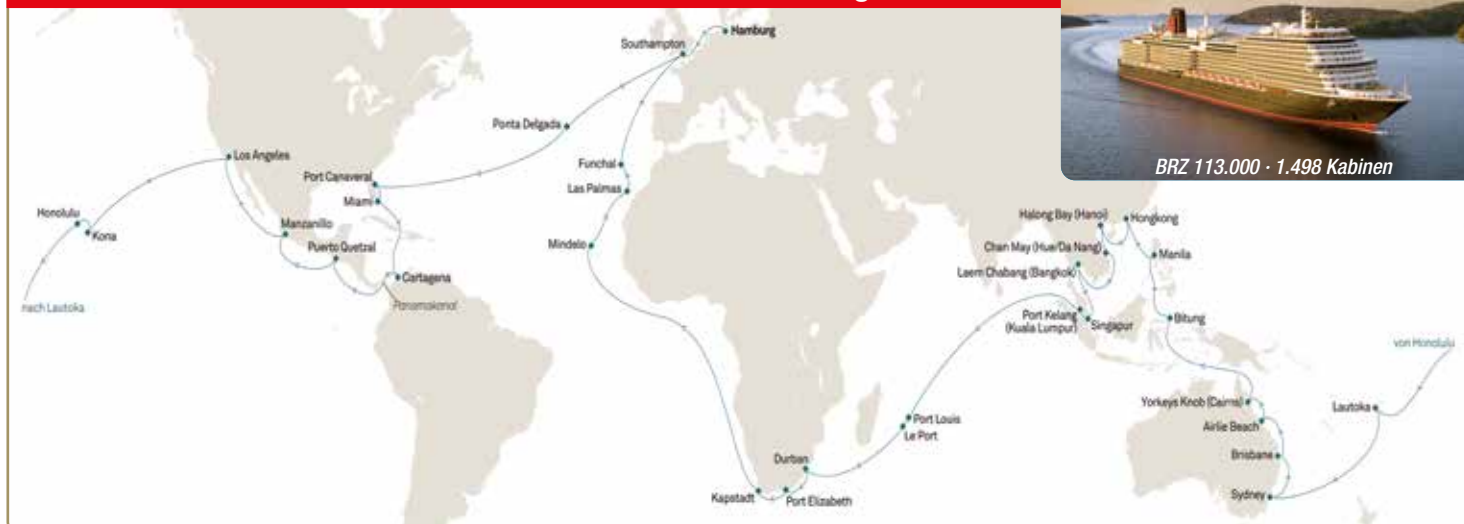 BRZ 113.000 · 1.498 Kabinen
Hamburg
Southampton
Ponta Delgada
Los Angeles
Port Canaveral
Miami
Funchal
Las Palmas
Honolulu
Kona
Manzanillo
Puerto Quetzal
Cartagena
Panamakanal
nach Lautoka
Mindelo
Halong Bay (Hanoi)
Hongkong
Chan May (Hue/Da Nang)
Manila
Laem Chabang (Bangkok)
Port Kelang
(Kuala Lumpur)
Singapur
Bitung
von Honolulu
Yorkeys Knob (Cairns)
Lautoka
Airlie Beach
Port Louis
Le Port
Durban
Brisbane
Kapstadt
Port Elizabeth
Sydney